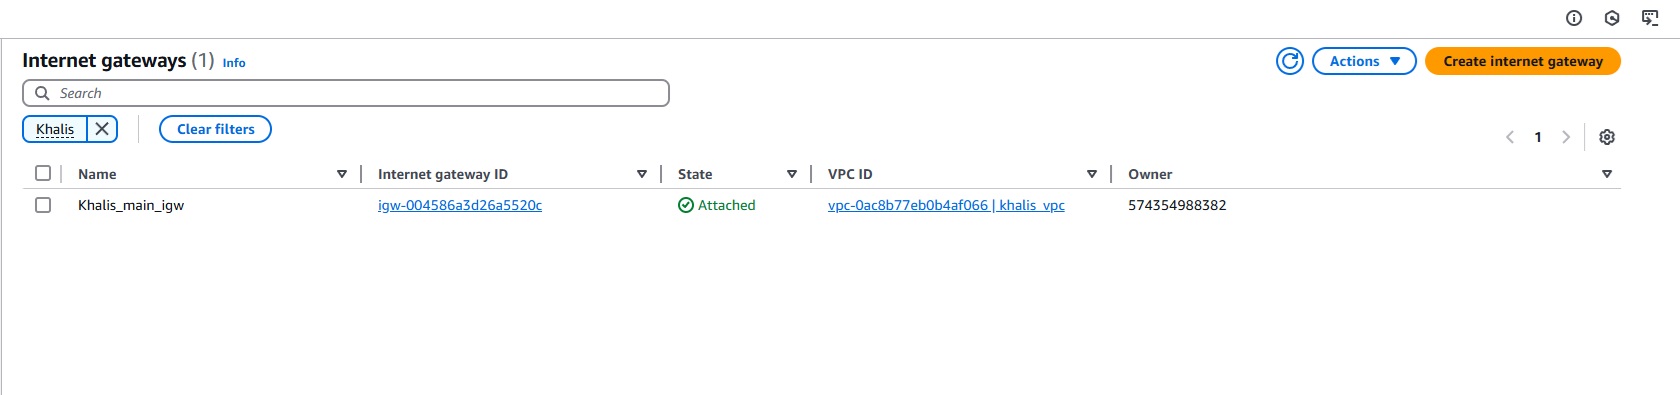 Internet gateways (1) Info
Actions
Create internet gateway
Search
Khalis
Clear filters
1
Name Internet gateway ID State VPC ID Owner
Khalis_main_igw igw-004586a3d26a5520c Attached vpc-0ac8b77eb0b4af066 | khalis_vpc 574354988382